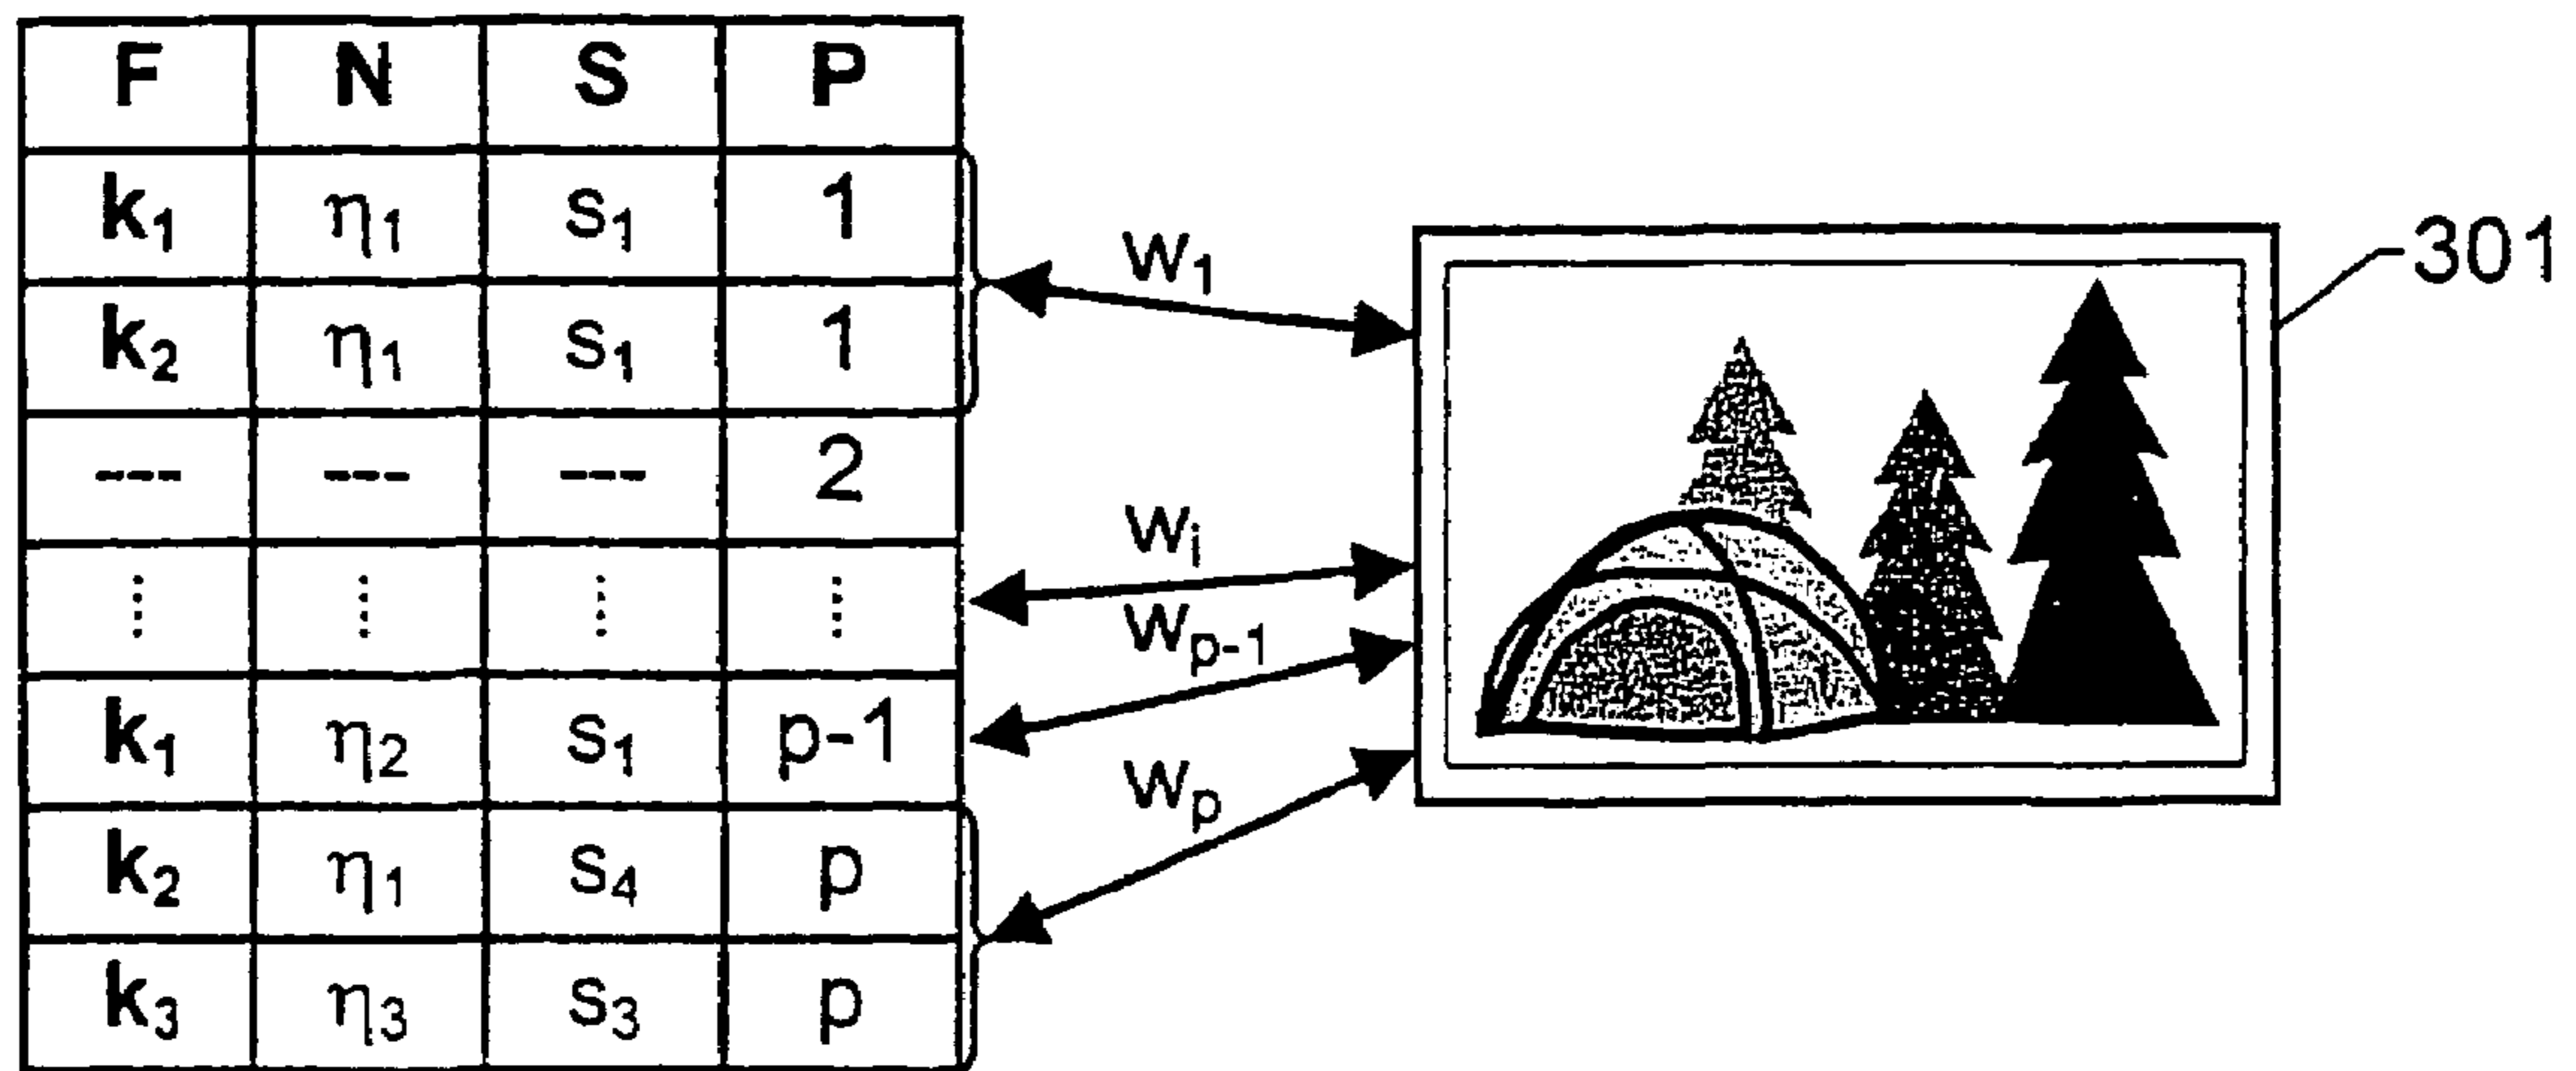 F N S P
k₁ η₁ s₁ 1
k₂ η₁ s₁ 1
--- --- --- 2
⋮ ⋮ ⋮ ⋮
k₁ η₂ s₁ p-1
k₂ η₁ s₄ p
k₃ η₃ s₃ p
w₁
wᵢ
wₚ₋₁
wₚ
301